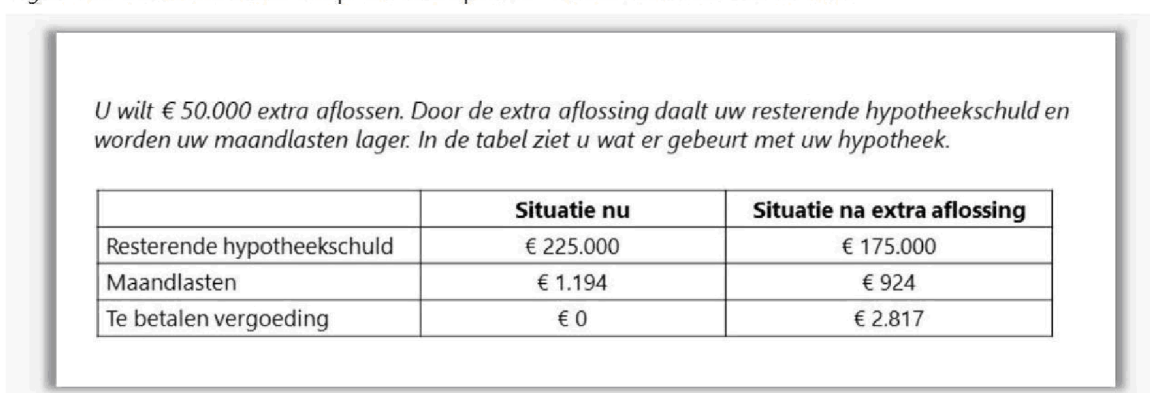 U wilt € 50.000 extra aflossen. Door de extra aflossing daalt uw resterende hypotheekschuld en
worden uw maandlasten lager. In de tabel ziet u wat er gebeurt met uw hypotheek.
Situatie nu Situatie na extra aflossing
Resterende hypotheekschuld € 225.000 € 175.000
Maandlasten € 1.194 € 924
Te betalen vergoeding € 0 € 2.817